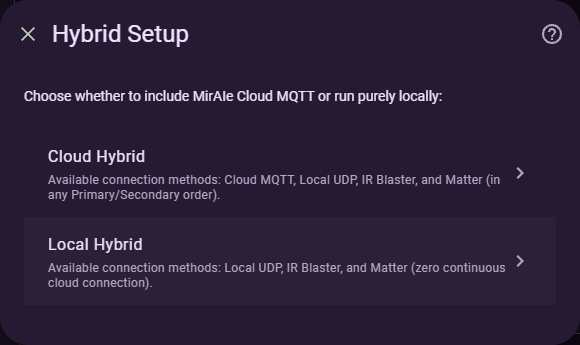 Hybrid Setup
Choose whether to include MirAIe Cloud MQTT or run purely locally:
Cloud Hybrid
Available connection methods: Cloud MQTT, Local UDP, IR Blaster, and Matter (in
any Primary/Secondary order).
Local Hybrid
Available connection methods: Local UDP, IR Blaster, and Matter (zero continuous
cloud connection).